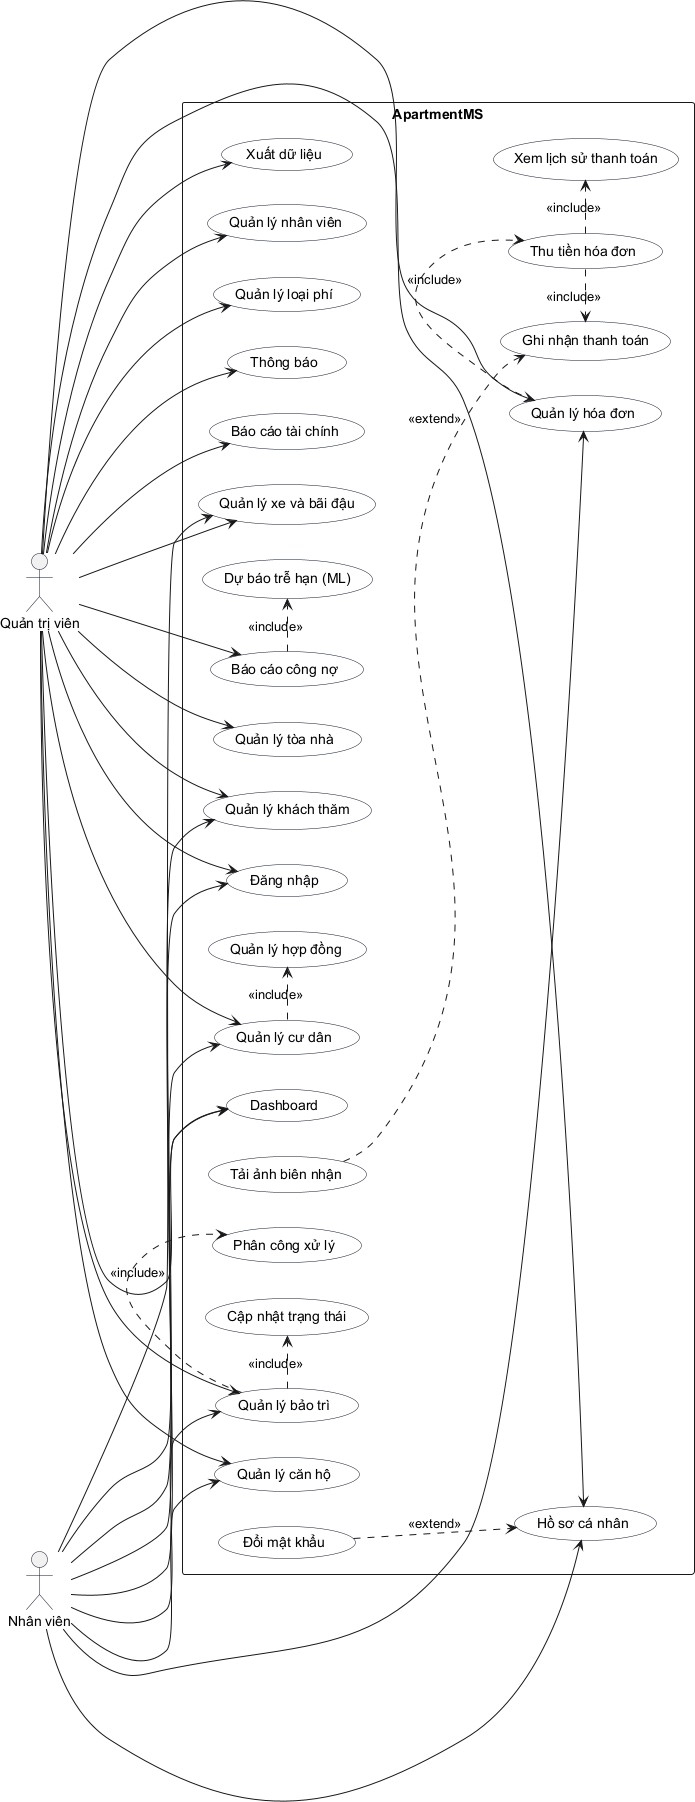 ApartmentMS
Xuất dữ liệu
Xem lịch sử thanh toán
«include»
Quản lý nhân viên
Thu tiền hóa đơn
«include»
Quản lý loại phí
«include»
Ghi nhận thanh toán
Thông báo
Quản lý hóa đơn
«extend»
Báo cáo tài chính
Quản lý xe và bãi đậu
Dự báo trễ hạn (ML)
Quản trị viên
«include»
Báo cáo công nợ
Quản lý tòa nhà
Quản lý khách thăm
Đăng nhập
Quản lý hợp đồng
«include»
Quản lý cư dân
Dashboard
Tải ảnh biên nhận
Phân công xử lý
«include»
Cập nhật trạng thái
«include»
Quản lý bảo trì
Quản lý căn hộ
«extend»
Hồ sơ cá nhân
Đổi mật khẩu
Nhân viên